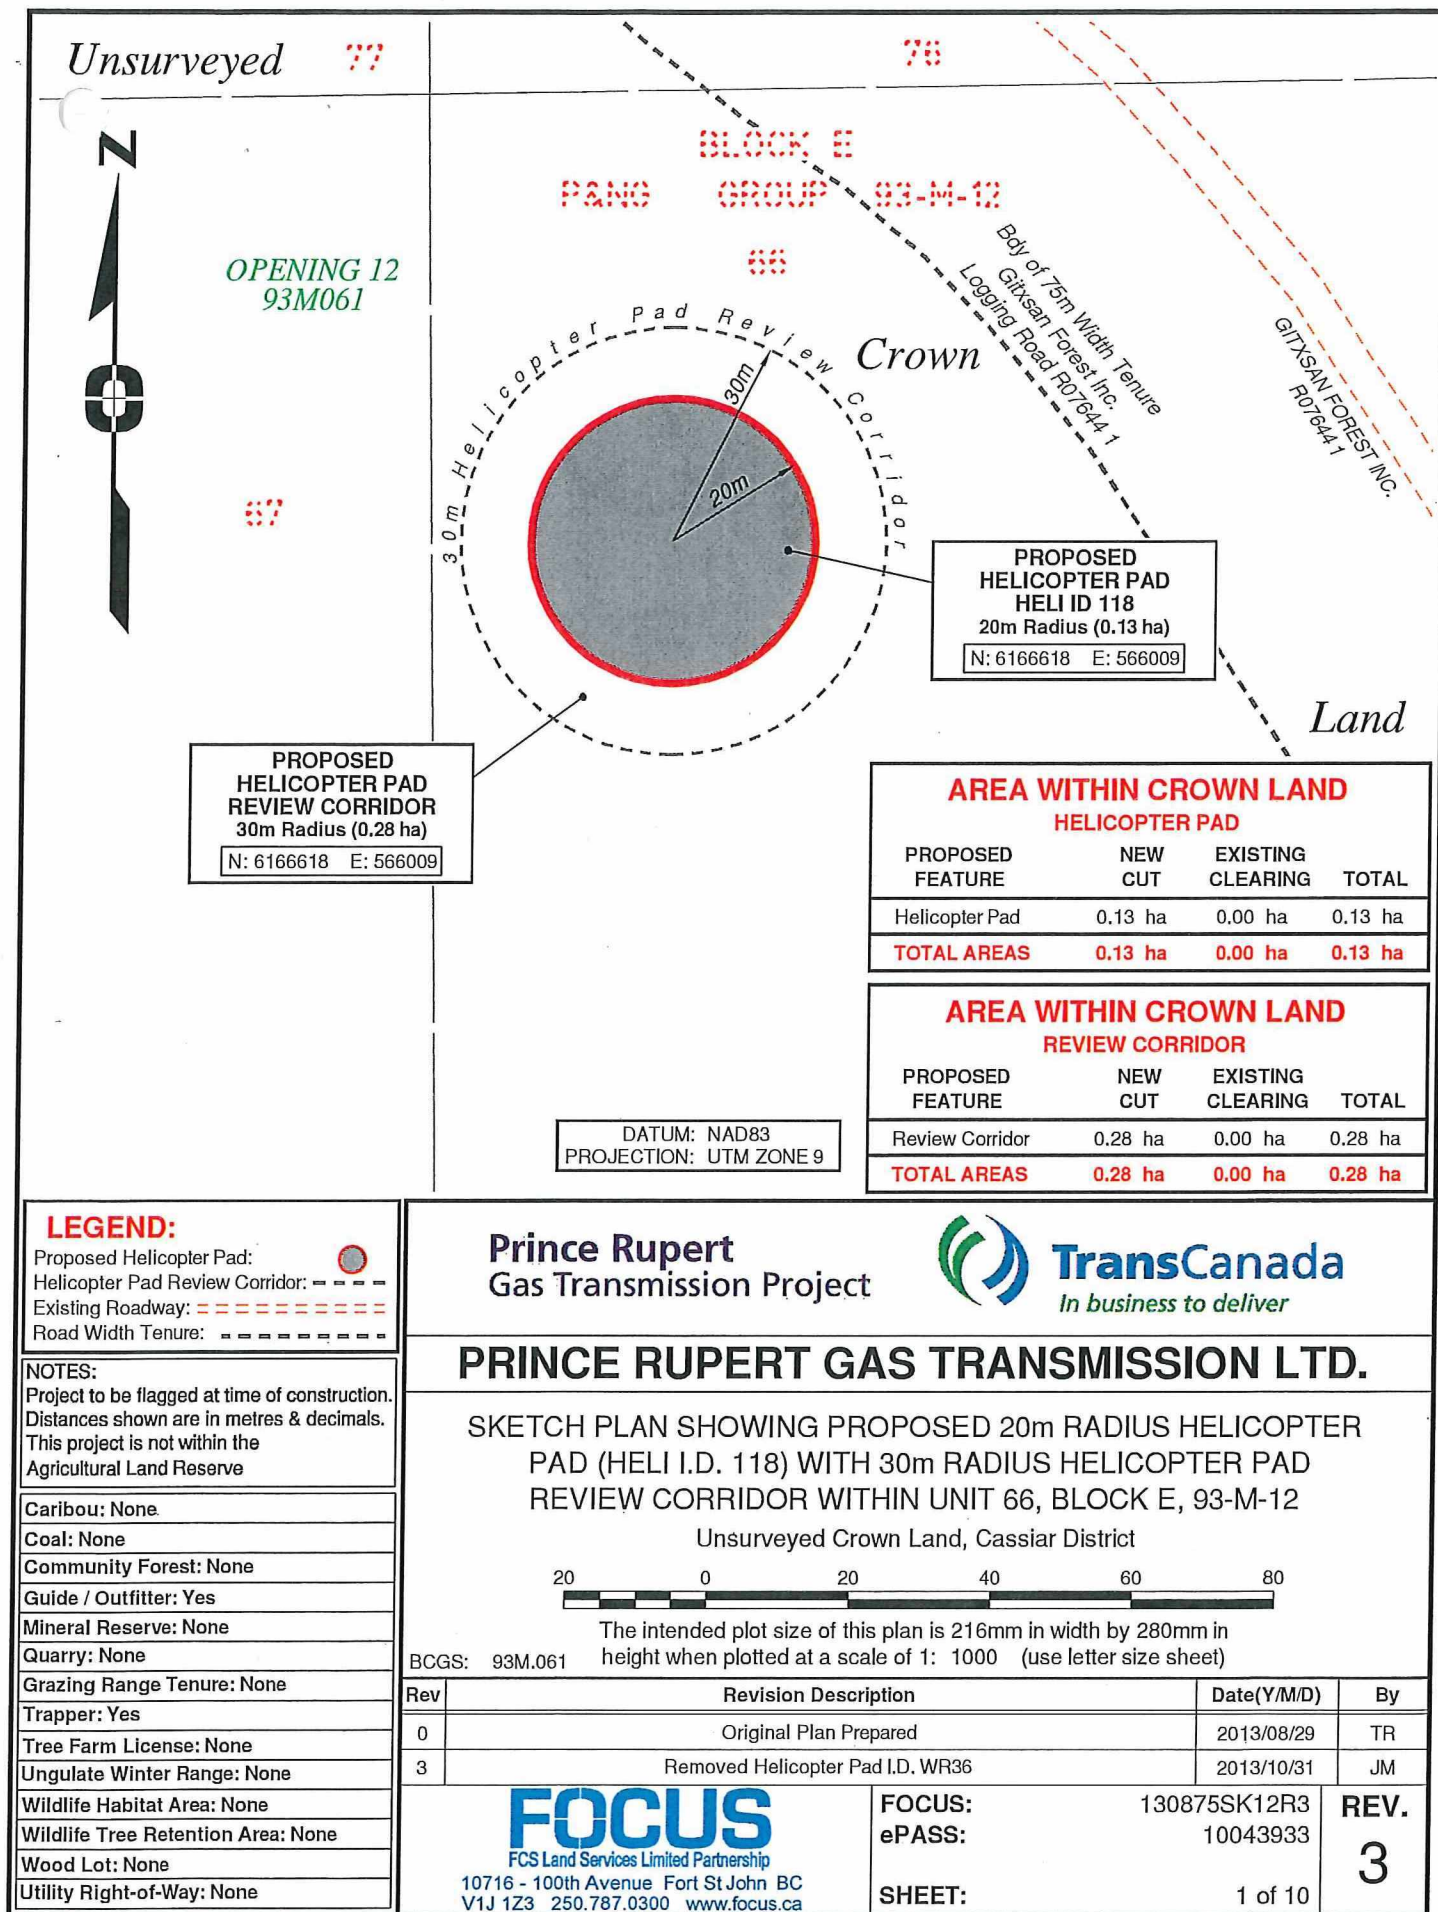 Unsurveyed
77
76
N
BLOCK E
P&NG GROUP 93-M-12
66
OPENING 12
93M061
67
30m Helicopter Pad Review Corridor
30m
20m
Crown
Bdy of 75m Width Tenure
Gitxsan Forest Inc.
Logging Road R07644 1
GITXSAN FOREST INC.
R07644 1
PROPOSED
HELICOPTER PAD
HELI ID 118
20m Radius (0.13 ha)
N: 6166618 E: 566009
Land
PROPOSED
HELICOPTER PAD
REVIEW CORRIDOR
30m Radius (0.28 ha)
N: 6166618 E: 566009
AREA WITHIN CROWN LAND
HELICOPTER PAD
PROPOSED FEATURE NEW CUT EXISTING CLEARING TOTAL
Helicopter Pad 0.13 ha 0.00 ha 0.13 ha
TOTAL AREAS 0.13 ha 0.00 ha 0.13 ha
AREA WITHIN CROWN LAND
REVIEW CORRIDOR
PROPOSED FEATURE NEW CUT EXISTING CLEARING TOTAL
Review Corridor 0.28 ha 0.00 ha 0.28 ha
TOTAL AREAS 0.28 ha 0.00 ha 0.28 ha
DATUM: NAD83
PROJECTION: UTM ZONE 9
LEGEND:
Proposed Helicopter Pad:
Helicopter Pad Review Corridor:
Existing Roadway:
Road Width Tenure:
NOTES:
Project to be flagged at time of construction.
Distances shown are in metres & decimals.
This project is not within the
Agricultural Land Reserve
Caribou: None
Coal: None
Community Forest: None
Guide / Outfitter: Yes
Mineral Reserve: None
Quarry: None
Grazing Range Tenure: None
Trapper: Yes
Tree Farm License: None
Ungulate Winter Range: None
Wildlife Habitat Area: None
Wildlife Tree Retention Area: None
Wood Lot: None
Utility Right-of-Way: None
Prince Rupert
Gas Transmission Project
TransCanada
In business to deliver
PRINCE RUPERT GAS TRANSMISSION LTD.
SKETCH PLAN SHOWING PROPOSED 20m RADIUS HELICOPTER
PAD (HELI I.D. 118) WITH 30m RADIUS HELICOPTER PAD
REVIEW CORRIDOR WITHIN UNIT 66, BLOCK E, 93-M-12
Unsurveyed Crown Land, Cassiar District
20 0 20 40 60 80
The intended plot size of this plan is 216mm in width by 280mm in
height when plotted at a scale of 1: 1000 (use letter size sheet)
BCGS: 93M.061
Rev Revision Description Date(Y/M/D) By
0 Original Plan Prepared 2013/08/29 TR
3 Removed Helicopter Pad I.D. WR36 2013/10/31 JM
FOCUS
FCS Land Services Limited Partnership
10716 - 100th Avenue Fort St John BC
V1J 1Z3 250.787.0300 www.focus.ca
FOCUS: 130875SK12R3
ePASS: 10043933
SHEET: 1 of 10
REV.
3